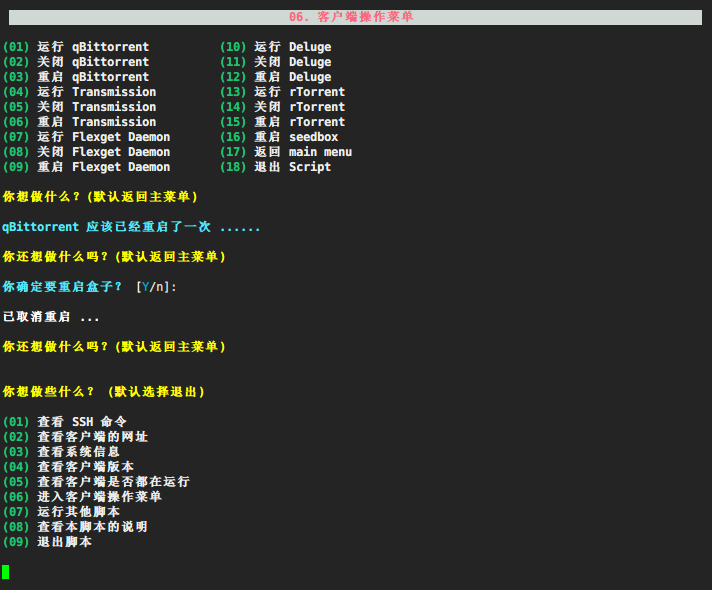 06. 客户端操作菜单
(01) 运行 qBittorrent (10) 运行 Deluge
(02) 关闭 qBittorrent (11) 关闭 Deluge
(03) 重启 qBittorrent (12) 重启 Deluge
(04) 运行 Transmission (13) 运行 rTorrent
(05) 关闭 Transmission (14) 关闭 rTorrent
(06) 重启 Transmission (15) 重启 rTorrent
(07) 运行 Flexget Daemon (16) 重启 seedbox
(08) 关闭 Flexget Daemon (17) 返回 main menu
(09) 重启 Flexget Daemon (18) 退出 Script
你想做什么？(默认返回主菜单)
qBittorrent 应该已经重启了一次 ......
你还想做什么吗？(默认返回主菜单)
你确定要重启盒子？ [Y/n]:
已取消重启 ...
你还想做什么吗？(默认返回主菜单)
你想做些什么？ (默认选择退出)
(01) 查看 SSH 命令
(02) 查看客户端的网址
(03) 查看系统信息
(04) 查看客户端版本
(05) 查看客户端是否都在运行
(06) 进入客户端操作菜单
(07) 运行其他脚本
(08) 查看本脚本的说明
(09) 退出脚本